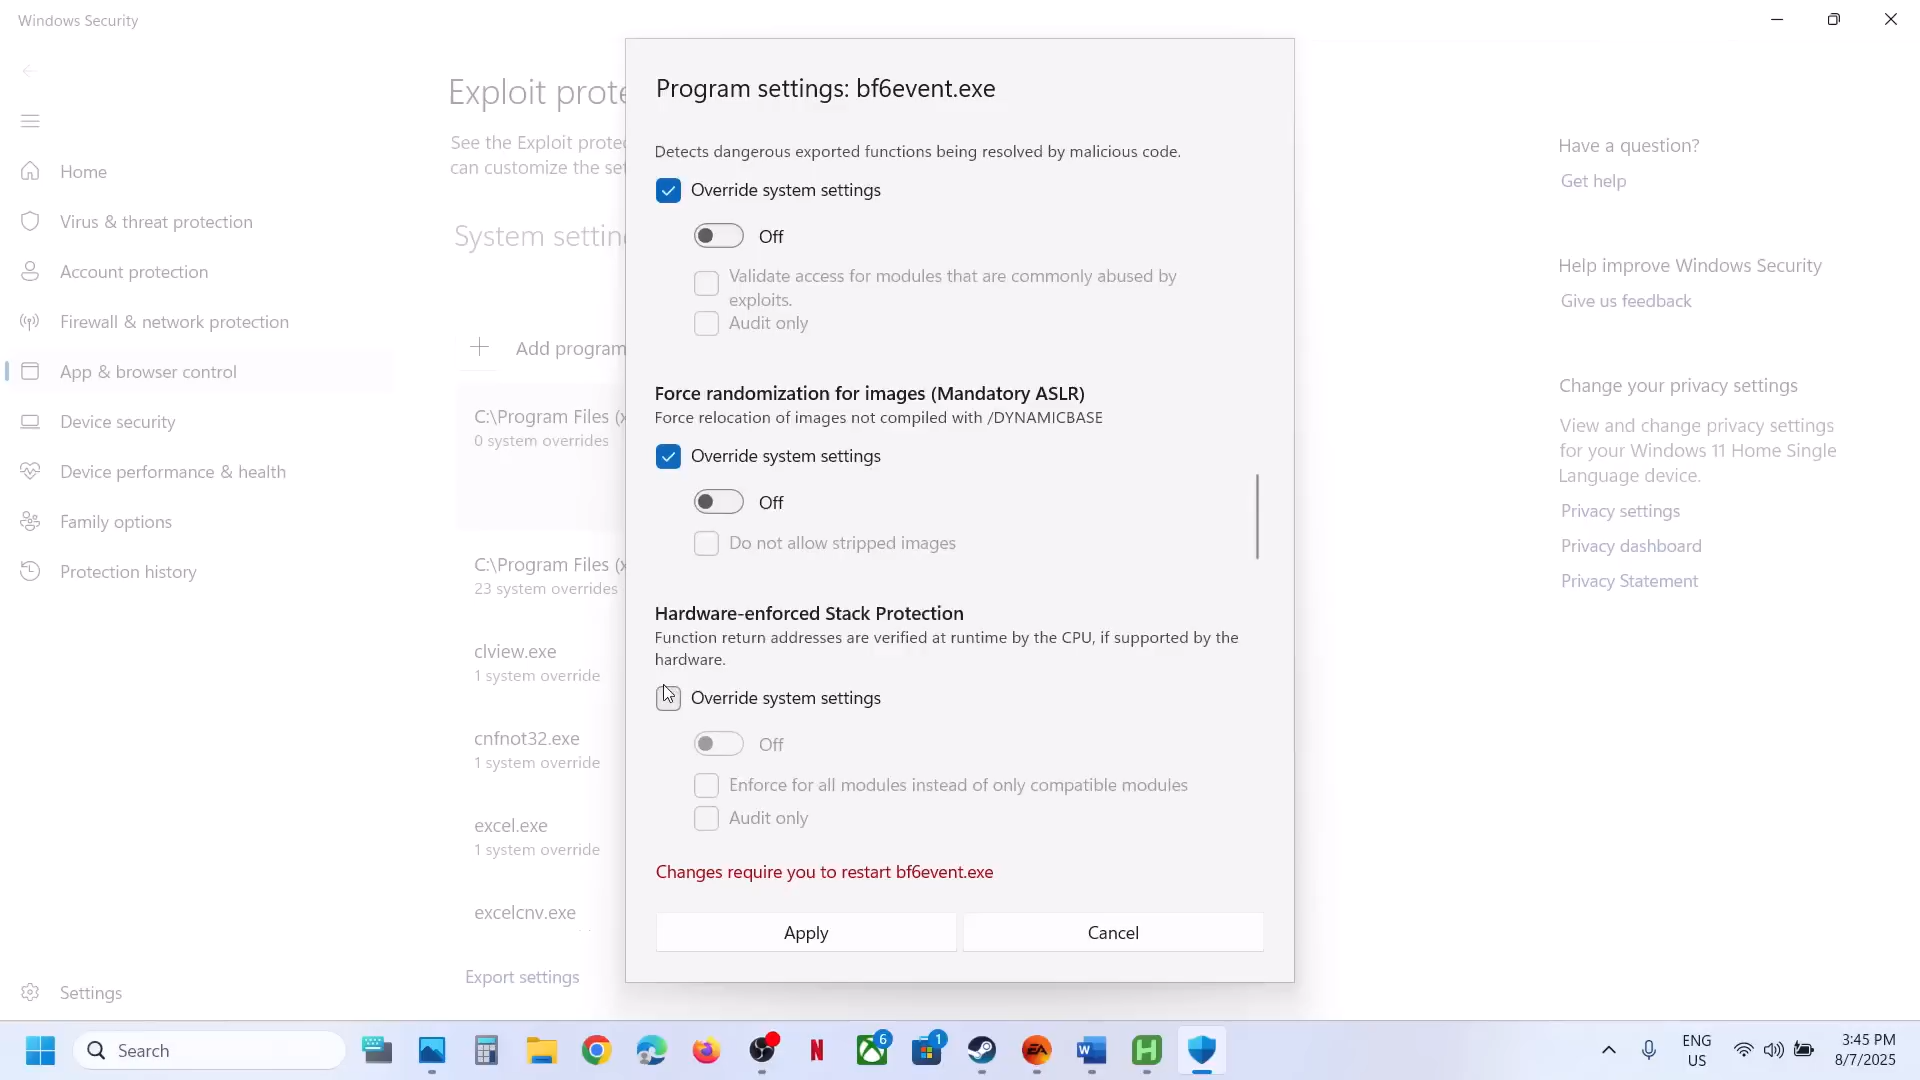 Windows Security
Home
Virus & threat protection
Account protection
Firewall & network protection
App & browser control
Device security
Device performance & health
Family options
Protection history
Settings
Exploit prote
See the Exploit protec
can customize the set
System settin
Add program
C:\Program Files (x
0 system overrides
C:\Program Files (x
23 system overrides
clview.exe
1 system override
cnfnot32.exe
1 system override
excel.exe
1 system override
excelcnv.exe
Export settings
Program settings: bf6event.exe
Detects dangerous exported functions being resolved by malicious code.
Override system settings
Off
Validate access for modules that are commonly abused by
exploits.
Audit only
Force randomization for images (Mandatory ASLR)
Force relocation of images not compiled with /DYNAMICBASE
Override system settings
Off
Do not allow stripped images
Hardware-enforced Stack Protection
Function return addresses are verified at runtime by the CPU, if supported by the
hardware.
Override system settings
Off
Enforce for all modules instead of only compatible modules
Audit only
Changes require you to restart bf6event.exe
Apply
Cancel
Have a question?
Get help
Help improve Windows Security
Give us feedback
Change your privacy settings
View and change privacy settings
for your Windows 11 Home Single
Language device.
Privacy settings
Privacy dashboard
Privacy Statement
Search
N
6
1
EA
W
H
ENG
US
3:45 PM
8/7/2025